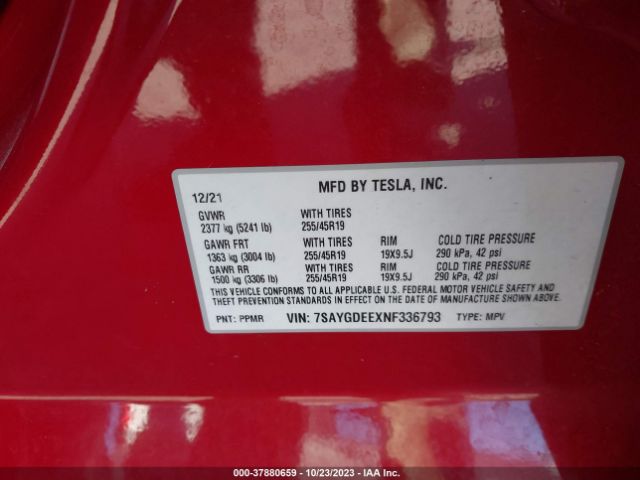 MFD BY TESLA, INC.
12/21
GVWR WITH TIRES
2377 kg (5241 lb) 255/45R19
GAWR FRT WITH TIRES RIM COLD TIRE PRESSURE
1363 kg (3004 lb) 255/45R19 19X9.5J 290 kPa, 42 psi
GAWR RR WITH TIRES RIM COLD TIRE PRESSURE
1500 kg (3306 lb) 255/45R19 19X9.5J 290 kPa, 42 psi
THIS VEHICLE CONFORMS TO ALL APPLICABLE U.S. FEDERAL MOTOR VEHICLE SAFETY AND
THEFT PREVENTION STANDARDS IN EFFECT ON THE DATE OF MANUFACTURE SHOWN ABOVE.
PNT: PPMR VIN: 7SAYGDEEXNF336793 TYPE: MPV
000-37880659 - 10/23/2023 - IAA Inc.